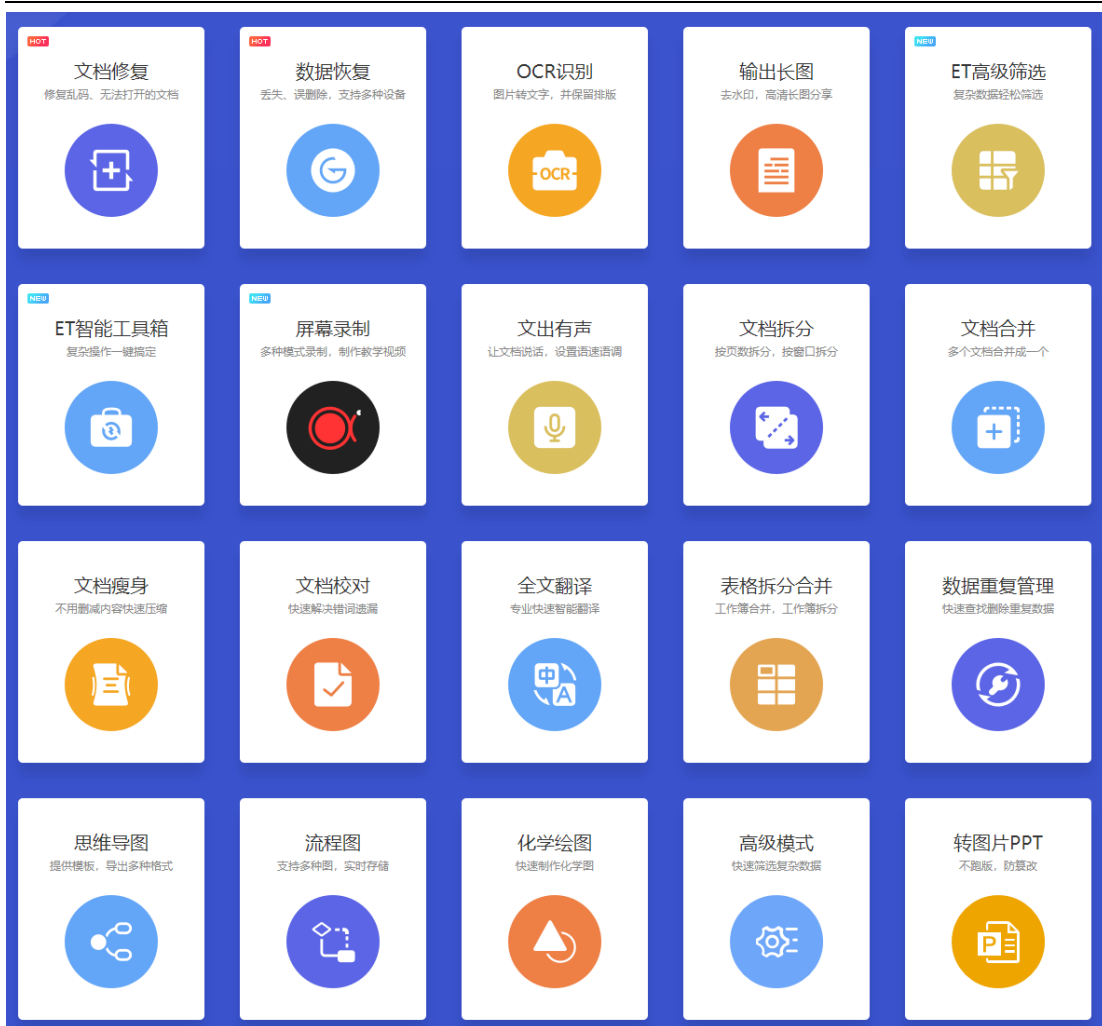 HOT
文档修复
修复乱码、无法打开的文档
HOT
数据恢复
丢失、误删除，支持多种设备
OCR识别
图片转文字，并保留排版
OCR
输出长图
去水印，高清长图分享
NEW
ET高级筛选
复杂数据轻松筛选
NEW
ET智能工具箱
复杂操作一键搞定
NEW
屏幕录制
多种模式录制，制作教学视频
文出有声
让文档说话，设置语速语调
文档拆分
按页数拆分，按窗口拆分
文档合并
多个文档合并成一个
文档瘦身
不用删减内容快速压缩
文档校对
快速解决错词遗漏
全文翻译
专业快速智能翻译
中
A
表格拆分合并
工作簿合并，工作簿拆分
数据重复管理
快速查找删除重复数据
思维导图
提供模板，导出多种格式
流程图
支持多种图，实时存储
化学绘图
快速制作化学图
高级模式
快速筛选复杂数据
转图片PPT
不跑版，防篡改
P